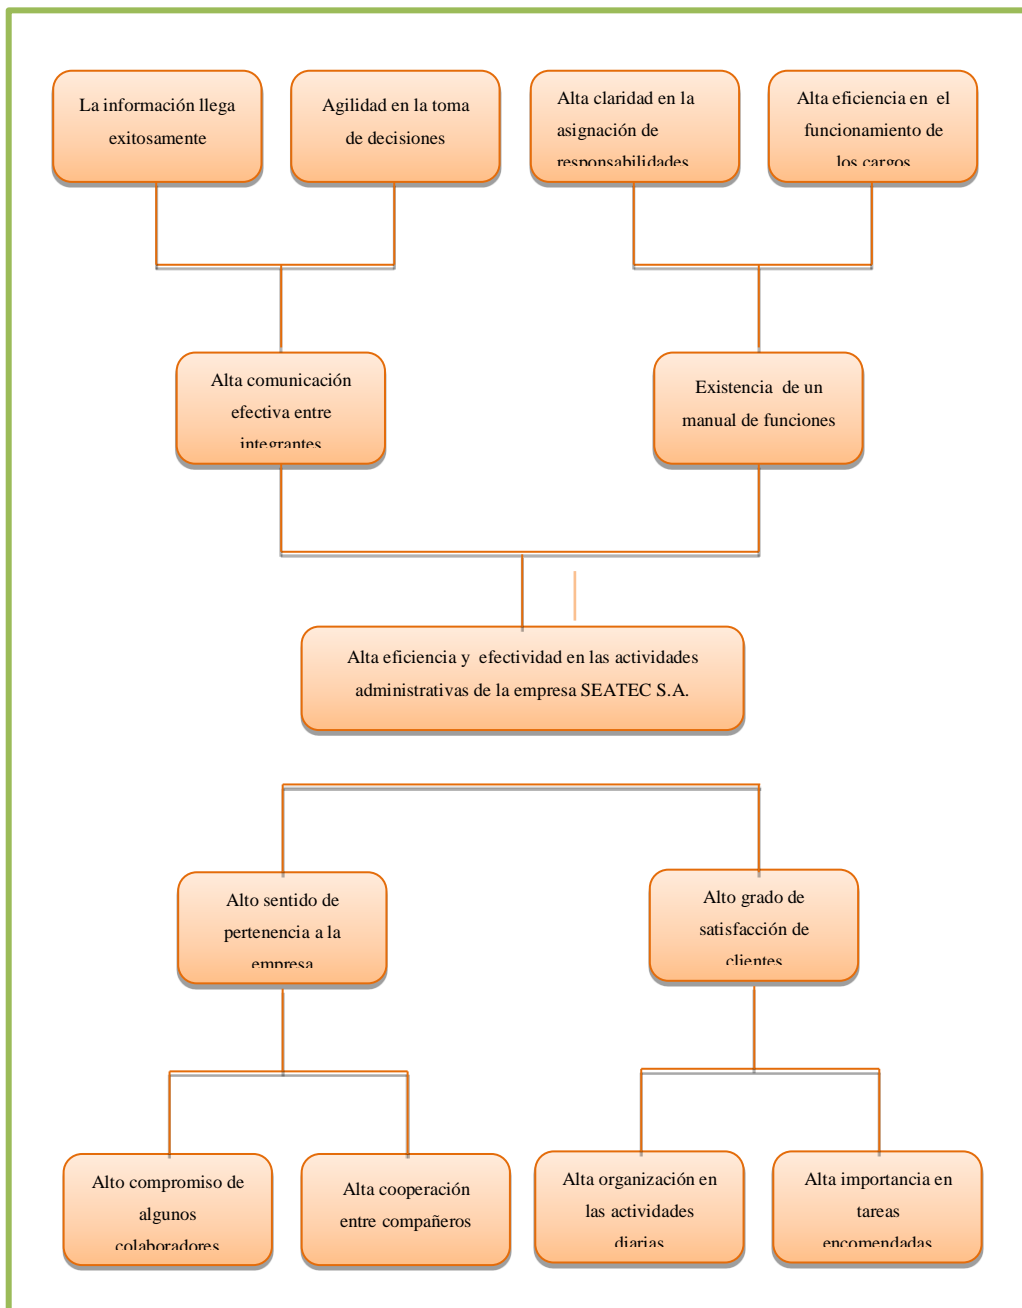 La información llega
exitosamente
Agilidad en la toma
de decisiones
Alta claridad en la
asignación de
responsabilidades
Alta eficiencia en  el
funcionamiento de
los cargos
Alta comunicación
efectiva entre
integrantes
Existencia  de un
manual de funciones
Alta eficiencia y  efectividad en las actividades
administrativas de la empresa SEATEC S.A.
Alto sentido de
pertenencia a la
empresa
Alto grado de
satisfacción de
clientes
Alto compromiso de
algunos
colaboradores
Alta cooperación
entre compañeros
Alta organización en
las actividades
diarias
Alta importancia en
tareas
encomendadas